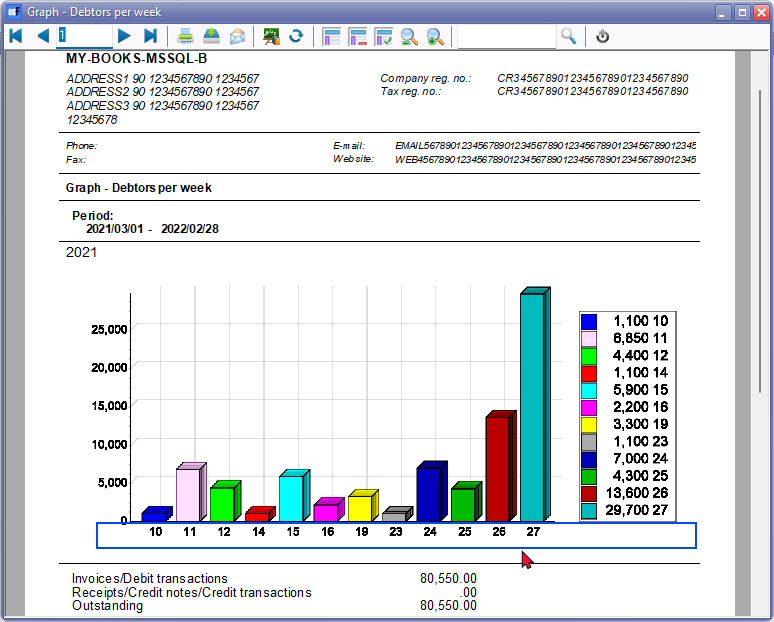 Graph - Debtors per week
1
MY-BOOKS-MSSQL-B
ADDRESS1 90 1234567890 1234567
ADDRESS2 90 1234567890 1234567
ADDRESS3 90 1234567890 1234567
12345678
Company reg. no.: CR3456789012345678901234567890
Tax reg. no.: CR3456789012345678901234567890
Phone:
Fax:
E-mail: EMAIL567890123456789012345678901234567890123456789012345
Website: WEB4567890123456789012345678901234567890123456789012345
Graph - Debtors per week
Period:
2021/03/01 - 2022/02/28
2021
25,000
20,000
15,000
10,000
5,000
0
10 11 12 14 15 16 19 23 24 25 26 27
1,100 10
6,850 11
4,400 12
1,100 14
5,900 15
2,200 16
3,300 19
1,100 23
7,000 24
4,300 25
13,600 26
29,700 27
Invoices/Debit transactions 80,550.00
Receipts/Credit notes/Credit transactions .00
Outstanding 80,550.00